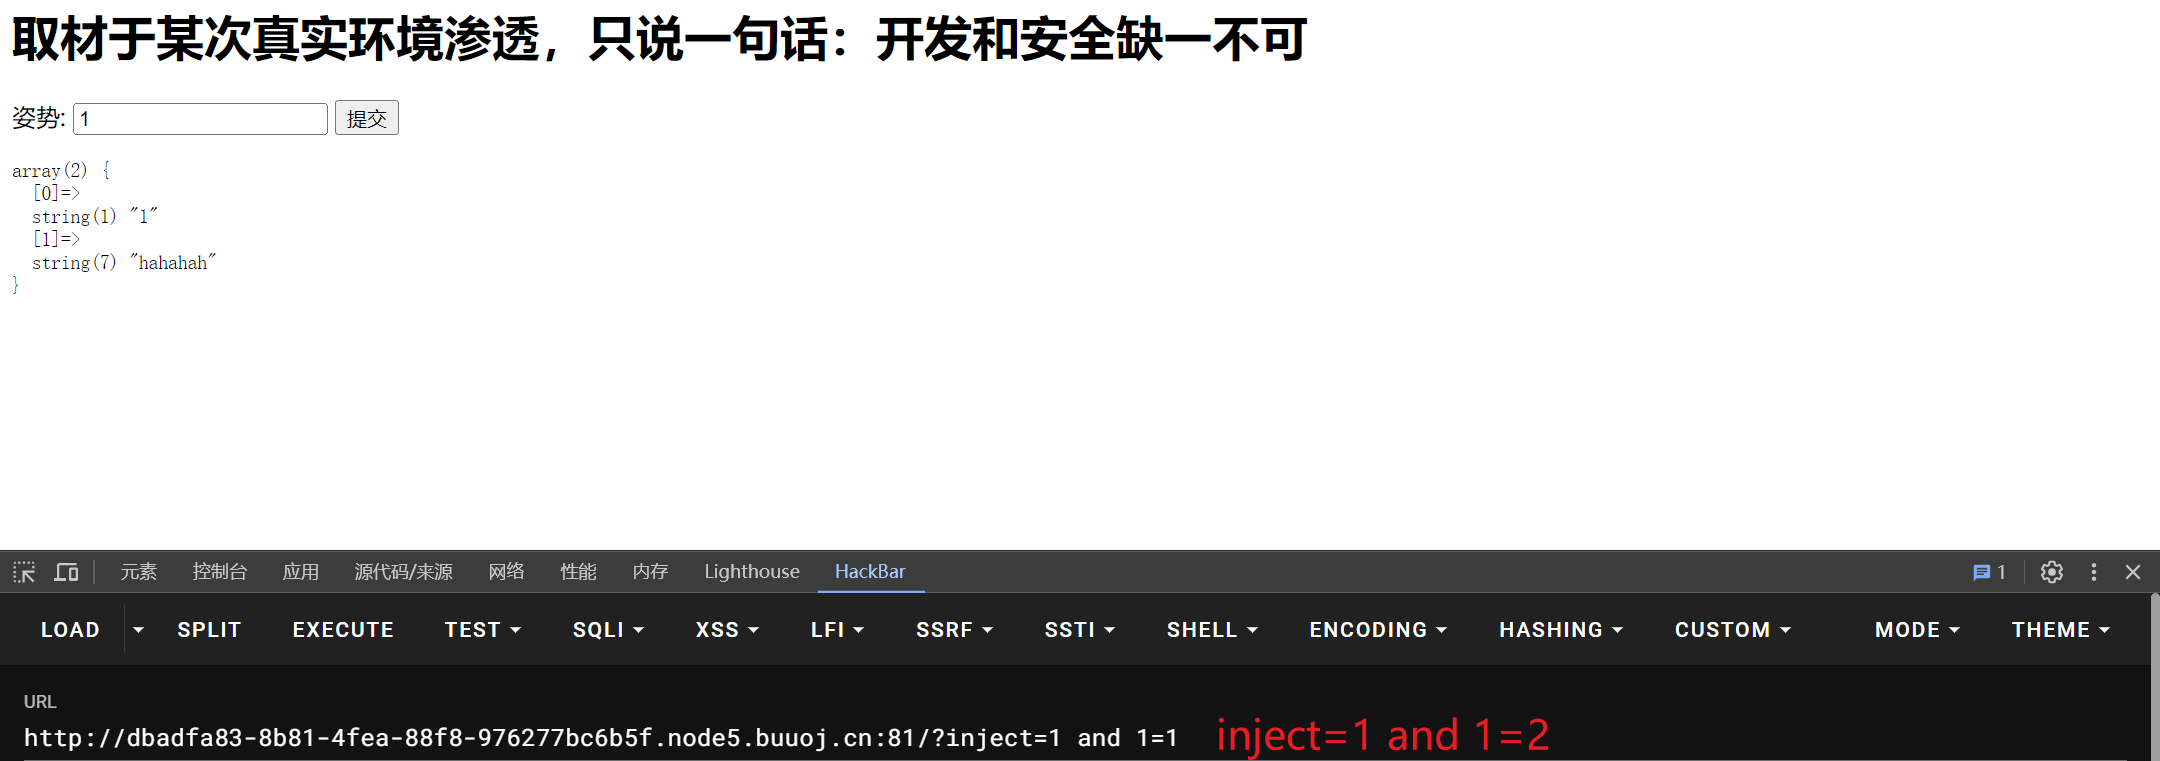 取材于某次真实环境渗透，只说一句话：开发和安全缺一不可
姿势: 1 提交
array(2) {
[0]=>
string(1) "1"
[1]=>
string(7) "hahahah"
}
元素 控制台 应用 源代码/来源 网络 性能 内存 Lighthouse HackBar 1
LOAD SPLIT EXECUTE TEST SQLI XSS LFI SSRF SSTI SHELL ENCODING HASHING CUSTOM MODE THEME
URL
http://dbadfa83-8b81-4fea-88f8-976277bc6b5f.node5.buuoj.cn:81/?inject=1 and 1=1 inject=1 and 1=2